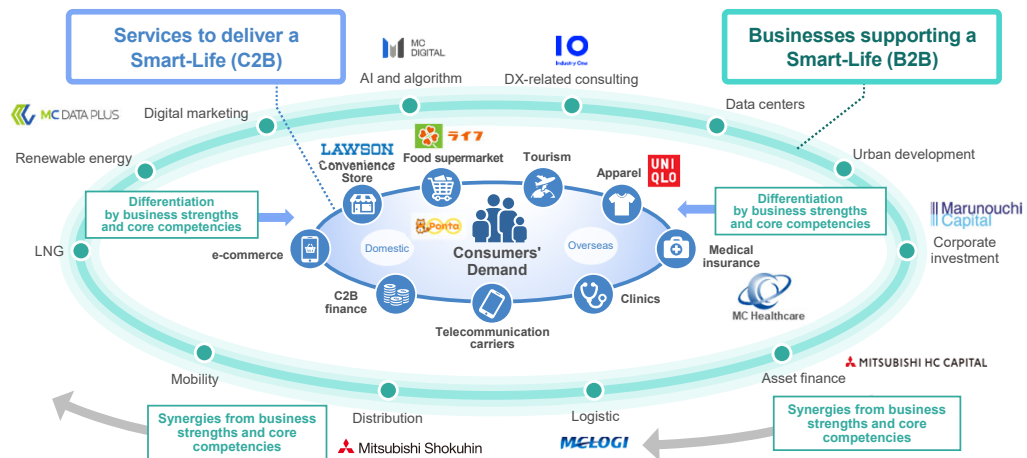 Services to deliver a
Smart-Life (C2B)
MC
DIGITAL
AI and algorithm
IO
Industry One
DX-related consulting
Businesses supporting a
Smart-Life (B2B)
MC DATA PLUS
Digital marketing
Data centers
Renewable energy
Urban development
LAWSON
Convenience
Store
ライフ
Food supermarket
Tourism
Apparel
UNI
QLO
Differentiation
by business strengths
and core competencies
Differentiation
by business strengths
and core competencies
Marunouchi
Capital
Corporate
investment
LNG
e-commerce
Domestic
Ponta
Consumers'
Demand
Overseas
Medical
insurance
C2B
finance
Clinics
MC Healthcare
Telecommunication
carriers
Mobility
Asset finance
MITSUBISHI HC CAPITAL
Synergies from business
strengths and core
competencies
Distribution
Mitsubishi Shokuhin
Logistic
MCLOGI
Synergies from business
strengths and core
competencies